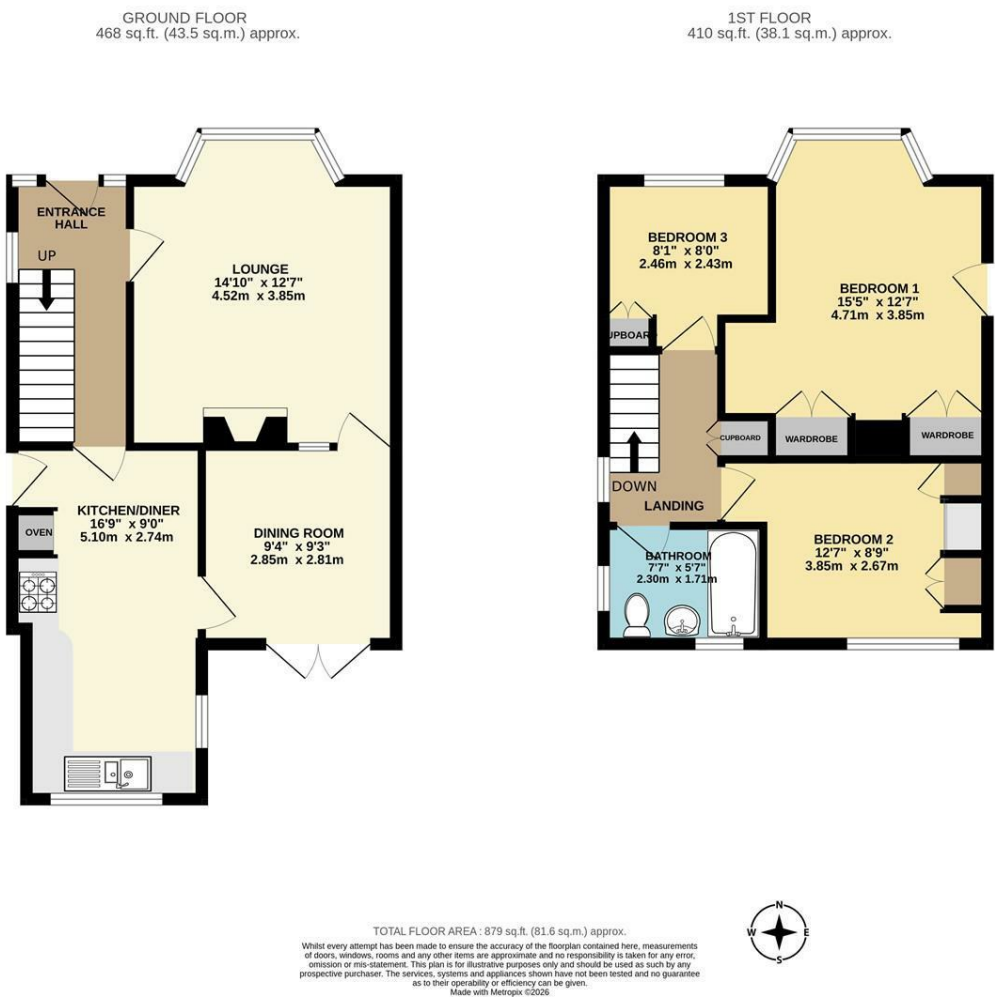 GROUND FLOOR
468 sq.ft. (43.5 sq.m.) approx.
1ST FLOOR
410 sq.ft. (38.1 sq.m.) approx.
ENTRANCE
HALL
UP
LOUNGE
14'10" x 12'7"
4.52m x 3.85m
KITCHEN/DINER
16'9" x 9'0"
5.10m x 2.74m
OVEN
DINING ROOM
9'4" x 9'3"
2.85m x 2.81m
BEDROOM 3
8'1" x 8'0"
2.46m x 2.43m
UPBOAR
BEDROOM 1
15'5" x 12'7"
4.71m x 3.85m
CUPBOARD
WARDROBE
WARDROBE
DOWN
LANDING
BEDROOM 2
12'7" x 8'9"
3.85m x 2.67m
BATHROOM
7'7" x 5'7"
2.30m x 1.71m
N
W
E
S
TOTAL FLOOR AREA : 879 sq.ft. (81.6 sq.m.) approx.
Whilst every attempt has been made to ensure the accuracy of the floorplan contained here, measurements
of doors, windows, rooms and any other items are approximate and no responsibility is taken for any error,
omission or mis-statement. This plan is for illustrative purposes only and should be used as such by any
prospective purchaser. The services, systems and appliances shown have not been tested and no guarantee
as to their operability or efficiency can be given.
Made with Metropix ©2026